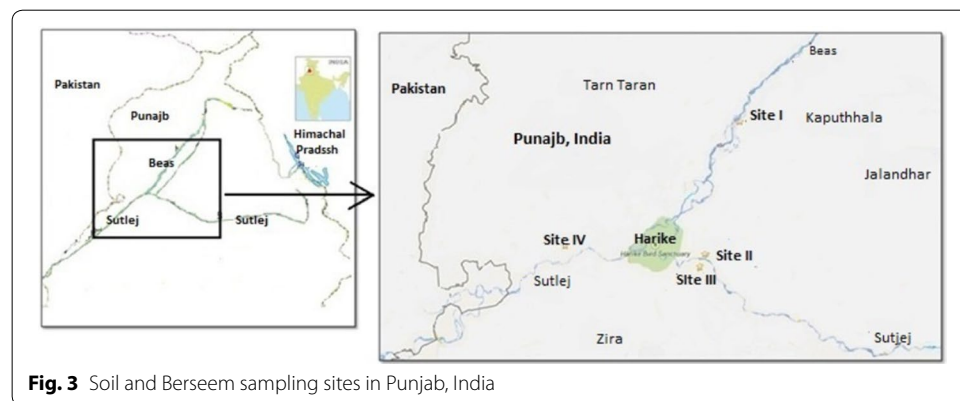 Pakistan
INDIA
Punajb
Himachal
Pradssh
Beas
Sutlej
Sutlej
Beas
Pakistan
Tarn Taran
Site I
Kaputhhala
Punajb, India
Jalandhar
Site IV
Harike
Harike Bird Sanctuary
Site II
SIte III
Sutlej
Zira
Sutlej
Fig. 3 Soil and Berseem sampling sites in Punjab, India